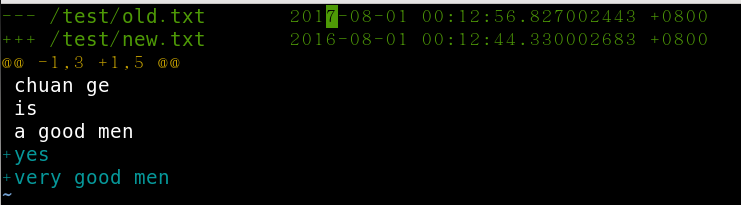 --- /test/old.txt       2017-08-01 00:12:56.827002443 +0800
+++ /test/new.txt       2016-08-01 00:12:44.330002683 +0800
@@ -1,3 +1,5 @@
 chuan ge
 is
 a good men
+yes
+very good men
~